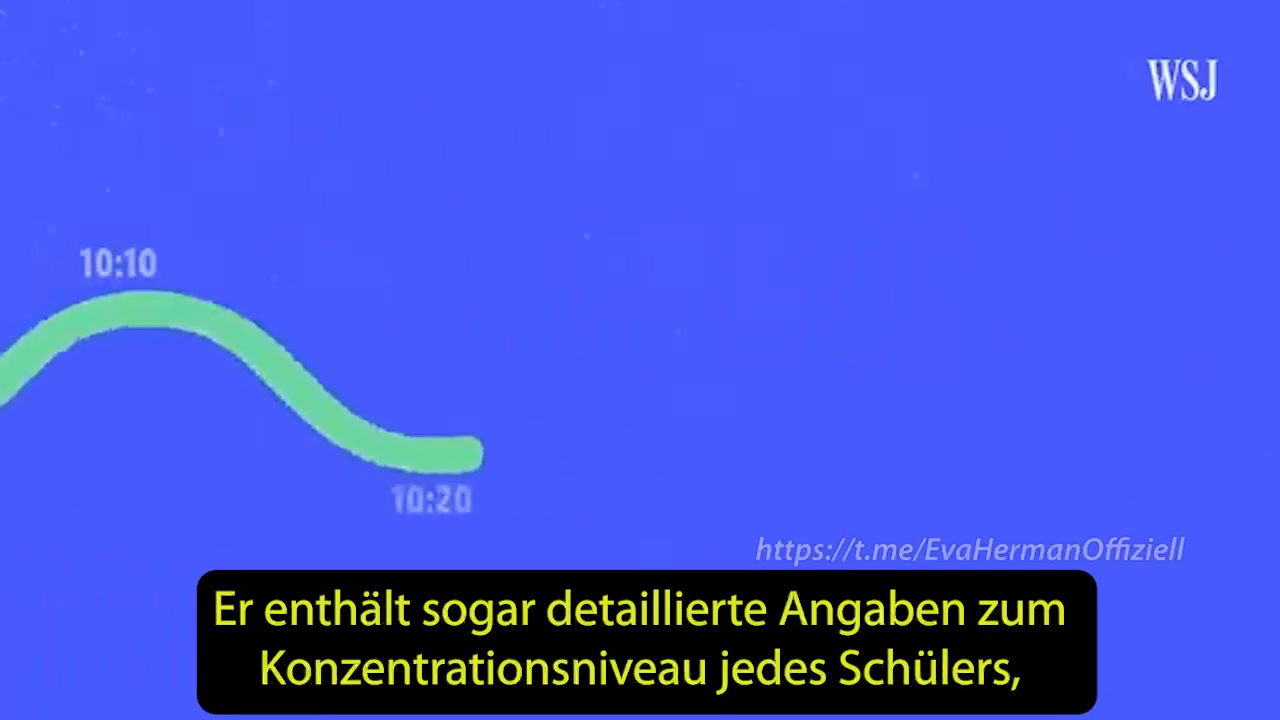 WSJ
10:10
10:20
https://t.me/EvaHermanOffiziell
Er enthält sogar detaillierte Angaben zum
Konzentrationsniveau jedes Schülers,